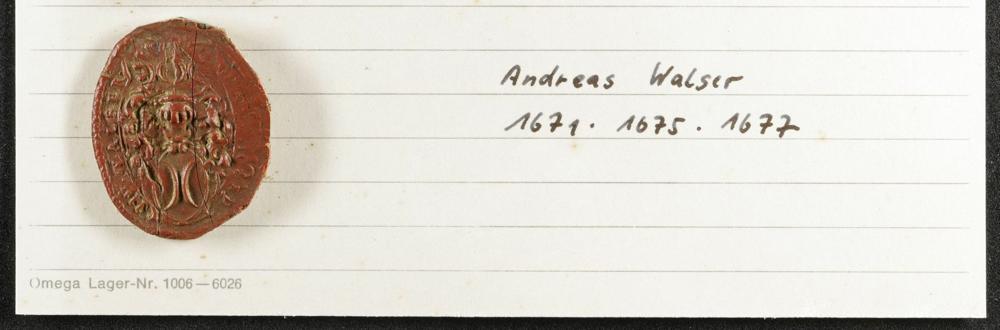 Andreas Walser
1671. 1675. 1677
Omega Lager-Nr. 1006—6026